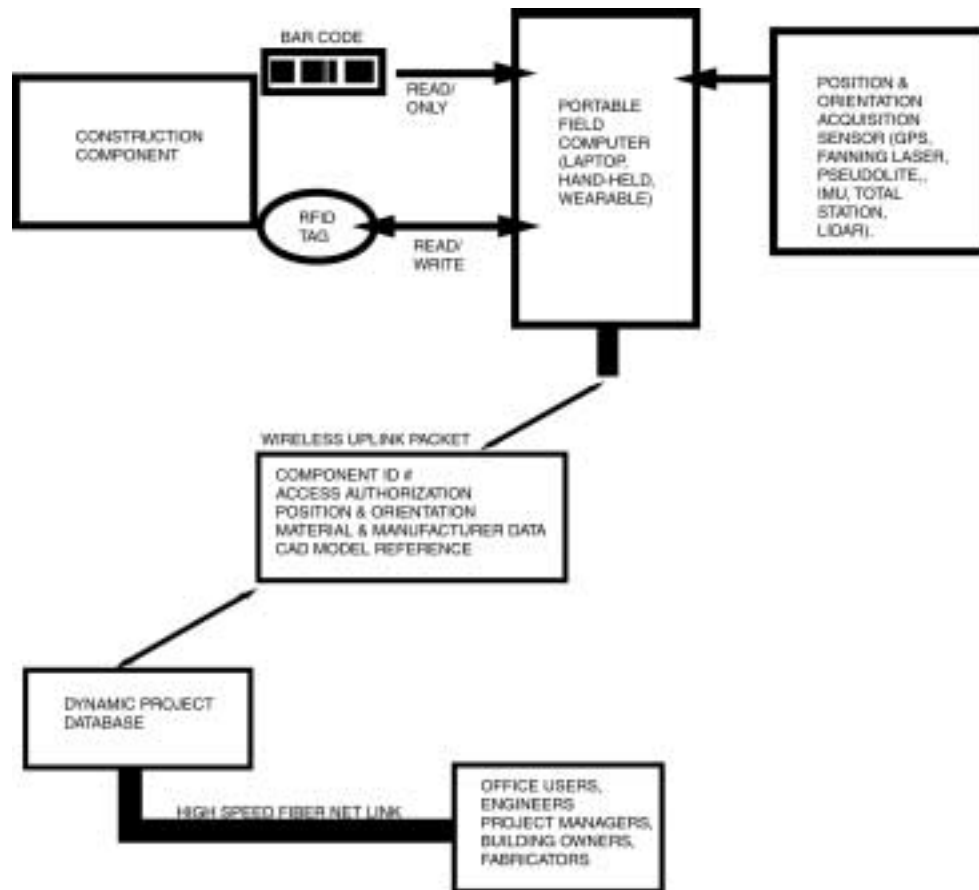 BAR CODE
READ/
ONLY
CONSTRUCTION
COMPONENT
RFID
TAG
READ/
WRITE
PORTABLE
FIELD
COMPUTER
(LAPTOP,
HAND-HELD,
WEARABLE)
POSITION &
ORIENTATION
ACQUISITION
SENSOR (GPS,
FANNING LASER,
PSEUDOLITE,,
IMU, TOTAL
STATION,
LIDAR).
WIRELESS UPLINK PACKET
COMPONENT ID #
ACCESS AUTHORIZATION
POSITION & ORIENTATION
MATERIAL & MANUFACTURER DATA
CAD MODEL REFERENCE
DYNAMIC PROJECT
DATABASE
HIGH SPEED FIBER NET LINK
OFFICE USERS,
ENGINEERS
PROJECT MANAGERS,
BUILDING OWNERS,
FABRICATORS